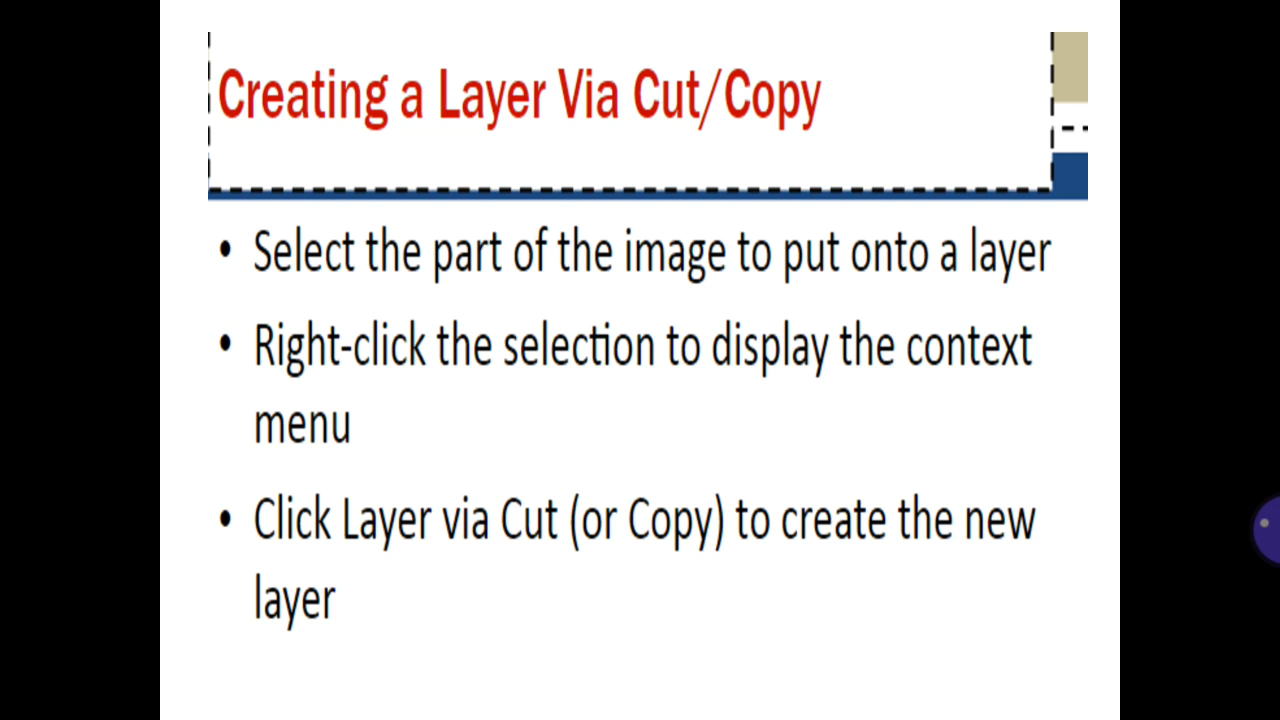 Creating a Layer Via Cut/Copy
• Select the part of the image to put onto a layer
• Right-click the selection to display the context
menu
• Click Layer via Cut (or Copy) to create the new
layer